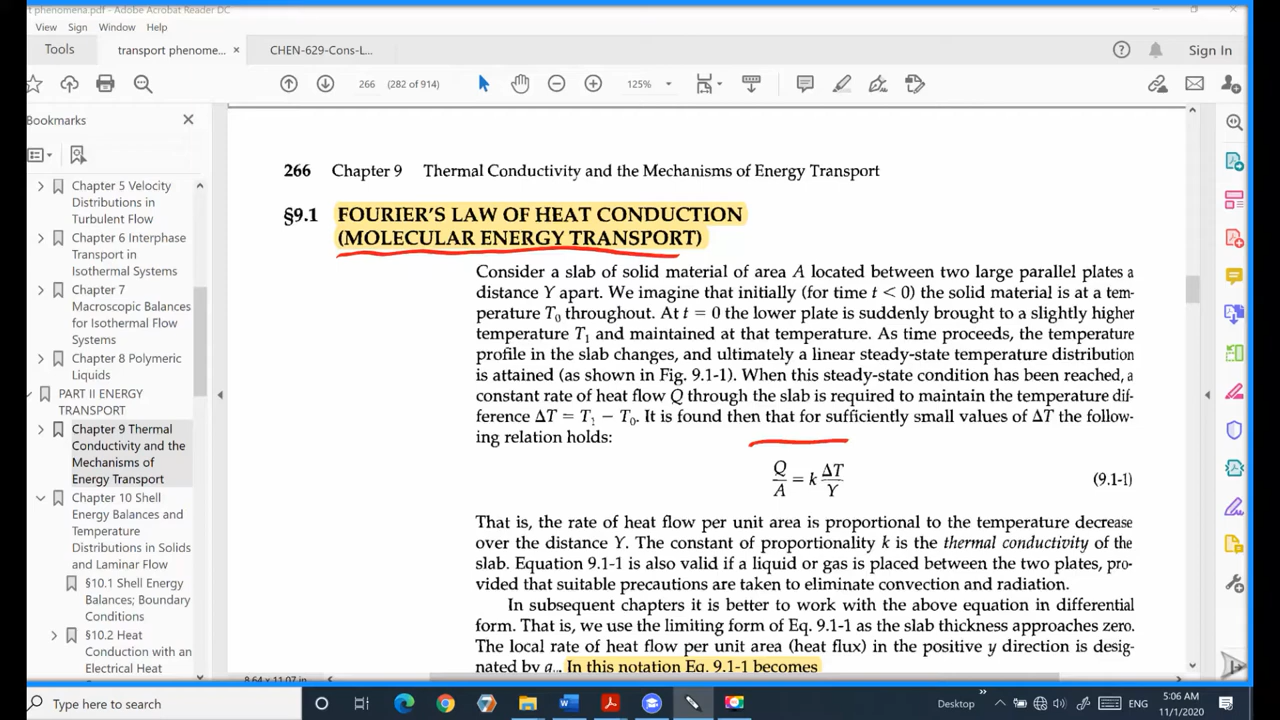 rt phenomena.pdf - Adobe Acrobat Reader DC
View Sign Window Help
Tools transport phenome... × CHEN-629-Cons-L... Sign In
266 (282 of 914) 125%
Bookmarks
Chapter 5 Velocity
Distributions in
Turbulent Flow
Chapter 6 Interphase
Transport in
Isothermal Systems
Chapter 7
Macroscopic Balances
for Isothermal Flow
Systems
Chapter 8 Polymeric
Liquids
PART II ENERGY
TRANSPORT
Chapter 9 Thermal
Conductivity and the
Mechanisms of
Energy Transport
Chapter 10 Shell
Energy Balances and
Temperature
Distributions in Solids
and Laminar Flow
§10.1 Shell Energy
Balances; Boundary
Conditions
§10.2 Heat
Conduction with an
Electrical Heat
266 Chapter 9 Thermal Conductivity and the Mechanisms of Energy Transport
§9.1 FOURIER'S LAW OF HEAT CONDUCTION
(MOLECULAR ENERGY TRANSPORT)
Consider a slab of solid material of area A located between two large parallel plates a
distance Y apart. We imagine that initially (for time t < 0) the solid material is at a tem-
perature T₀ throughout. At t = 0 the lower plate is suddenly brought to a slightly higher
temperature T₁ and maintained at that temperature. As time proceeds, the temperature
profile in the slab changes, and ultimately a linear steady-state temperature distribution
is attained (as shown in Fig. 9.1-1). When this steady-state condition has been reached, a
constant rate of heat flow Q through the slab is required to maintain the temperature dif-
ference ΔT = T₁ − T₀. It is found then that for sufficiently small values of ΔT the follow-
ing relation holds:
Q/A = k ΔT/Y (9.1-1)
That is, the rate of heat flow per unit area is proportional to the temperature decrease
over the distance Y. The constant of proportionality k is the thermal conductivity of the
slab. Equation 9.1-1 is also valid if a liquid or gas is placed between the two plates, pro-
vided that suitable precautions are taken to eliminate convection and radiation.
In subsequent chapters it is better to work with the above equation in differential
form. That is, we use the limiting form of Eq. 9.1-1 as the slab thickness approaches zero.
The local rate of heat flow per unit area (heat flux) in the positive y direction is desig-
nated by q... In this notation Eq. 9.1-1 becomes
8.64 x 11.07 in
Type here to search
Desktop
ENG
5:06 AM
11/1/2020